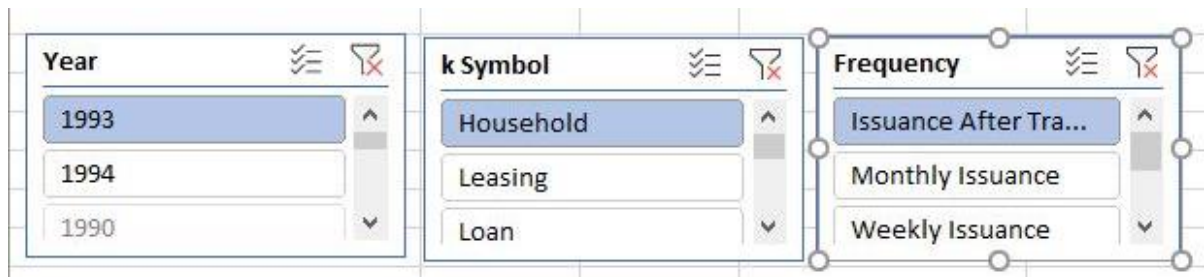 Year
1993
1994
1990
k Symbol
Household
Leasing
Loan
Frequency
Issuance After Tra...
Monthly Issuance
Weekly Issuance